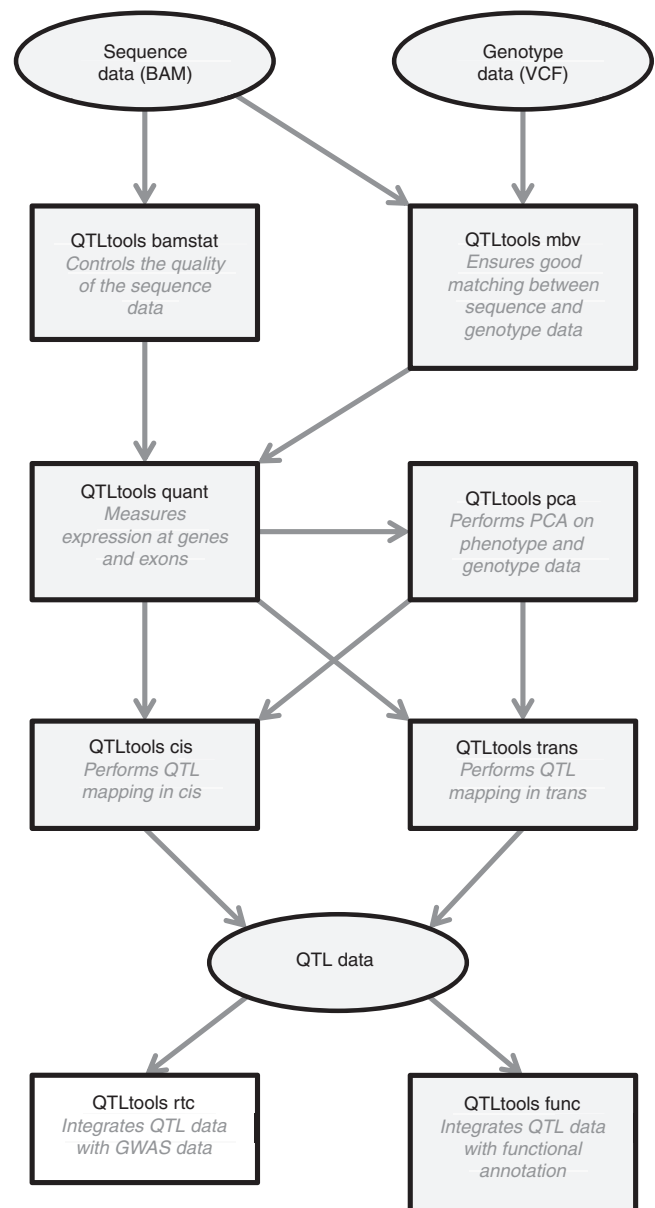 Sequence
data (BAM)
Genotype
data (VCF)
QTLtools bamstat
Controls the quality
of the sequence
data
QTLtools mbv
Ensures good
matching between
sequence and
genotype data
QTLtools quant
Measures
expression at genes
and exons
QTLtools pca
Performs PCA on
phenotype and
genotype data
QTLtools cis
Performs QTL
mapping in cis
QTLtools trans
Performs QTL
mapping in trans
QTL data
QTLtools rtc
Integrates QTL data
with GWAS data
QTLtools func
Integrates QTL data
with functional
annotation